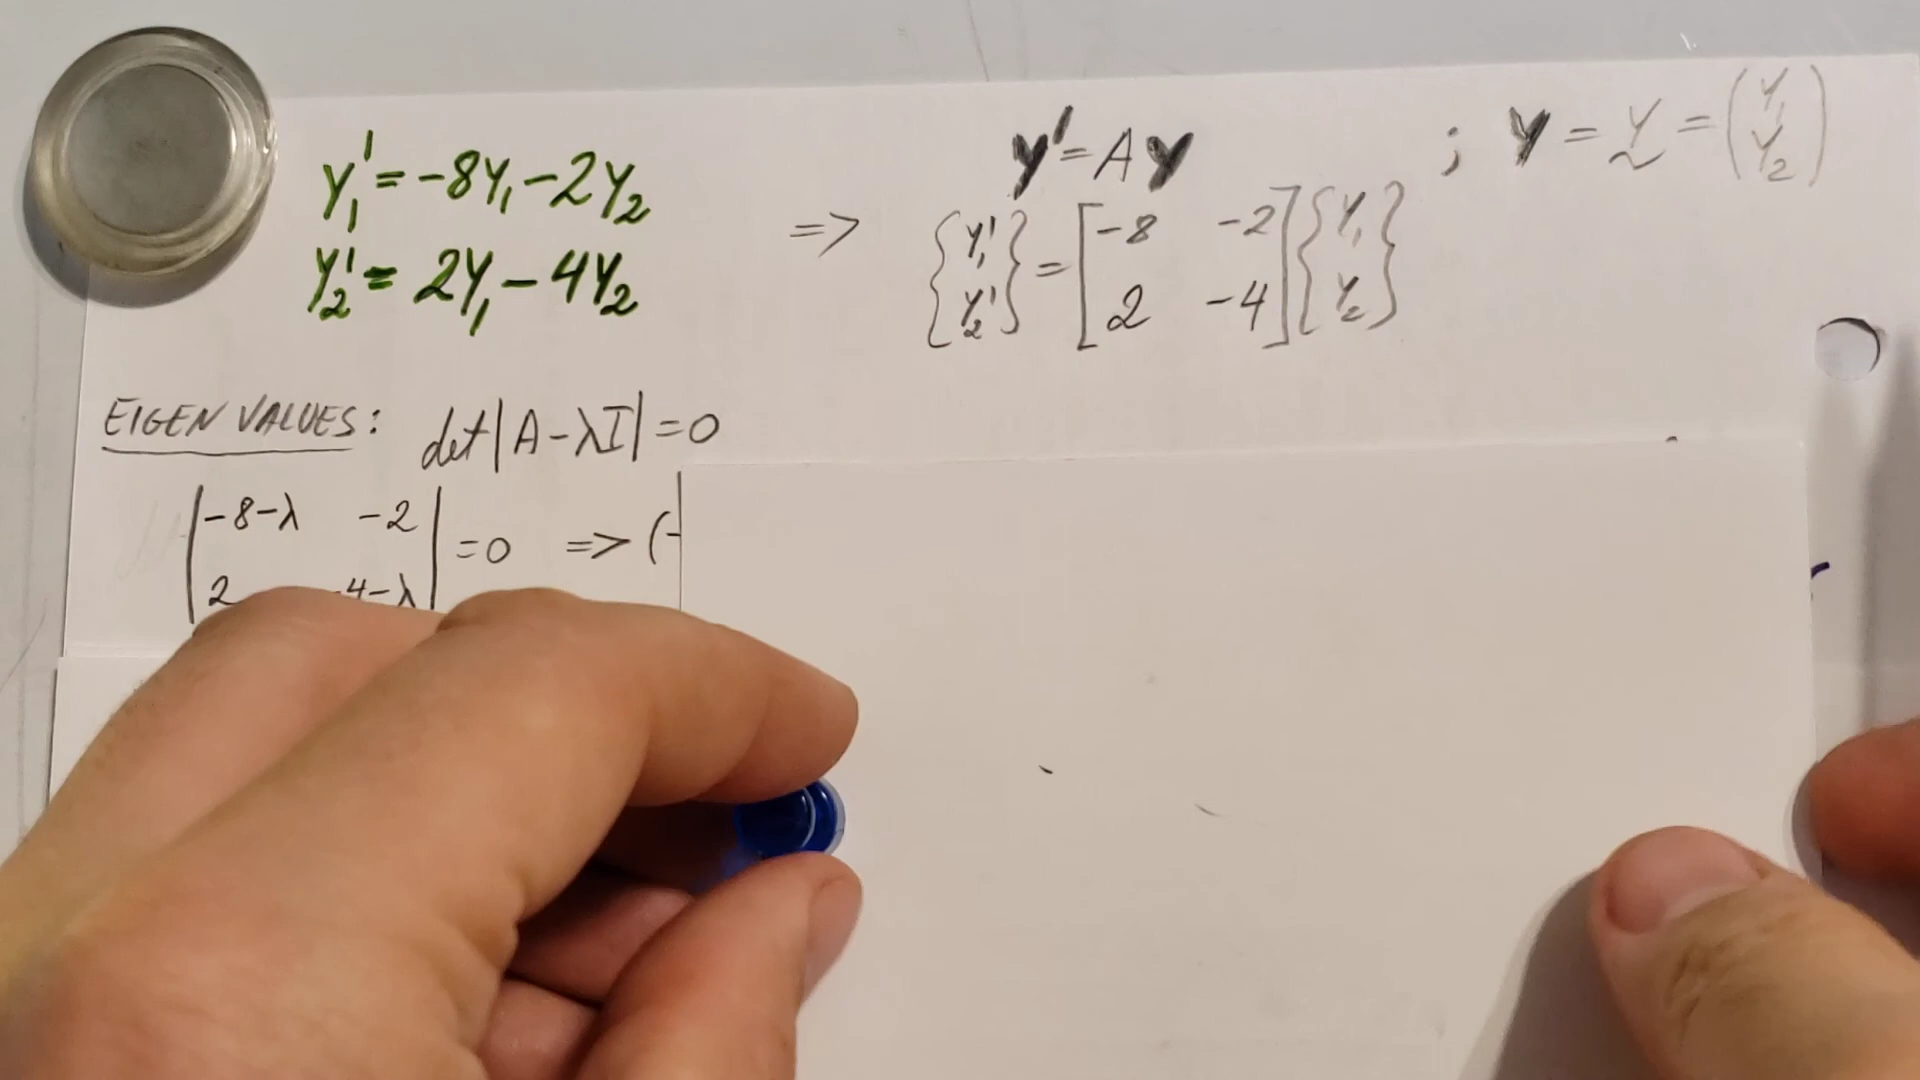 y₁' = -8y₁ - 2y₂
y₂' = 2y₁ - 4y₂
=>
y' = Ay ; y = y = (y₁ y₂)
{y₁' y₂'} = [-8 -2 2 -4] {y₁ y₂}
EIGEN VALUES: det|A-λI| = 0
|-8-λ -2
2 -4-λ| = 0 => (-